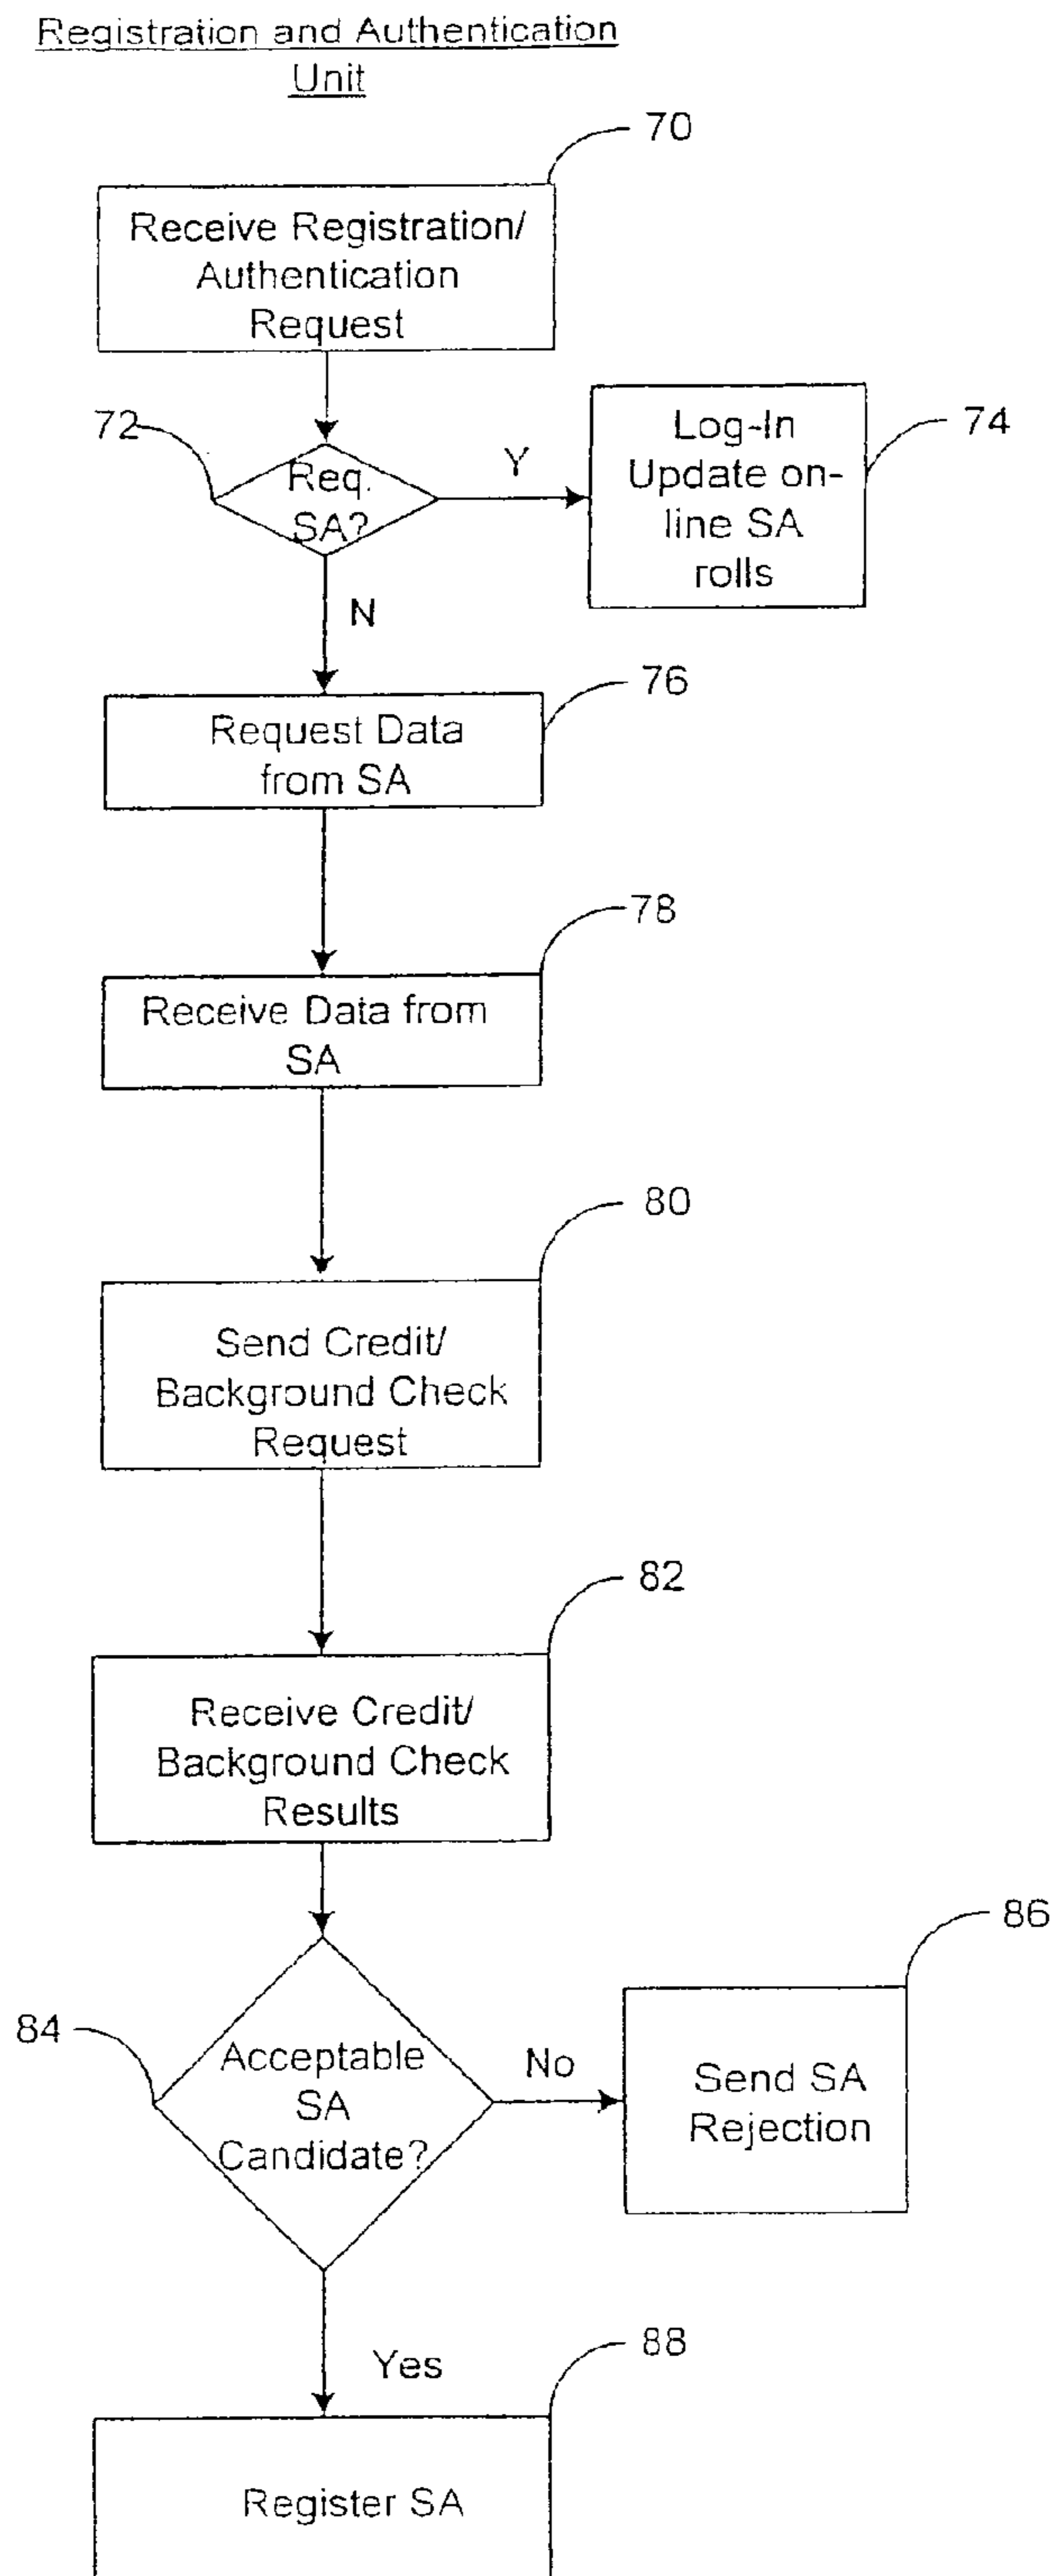 Registration and Authentication
Unit
70
Receive Registration/
Authentication
Request
72
Req.
SA?
Y
74
Log-In
Update on-
line SA
rolls
N
76
Request Data
from SA
78
Receive Data from
SA
80
Send Credit/
Background Check
Request
82
Receive Credit/
Background Check
Results
84
Acceptable
SA
Candidate?
No
86
Send SA
Rejection
Yes
88
Register SA